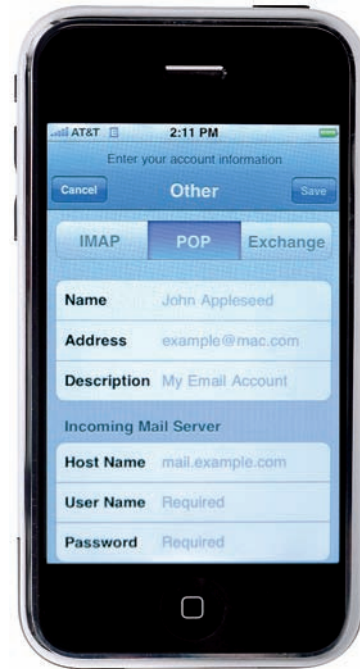 AT&T 2:11 PM
Enter your account information
Cancel Other Save
IMAP POP Exchange
Name John Appleseed
Address example@mac.com
Description My Email Account
Incoming Mail Server
Host Name mail.example.com
User Name Required
Password Required